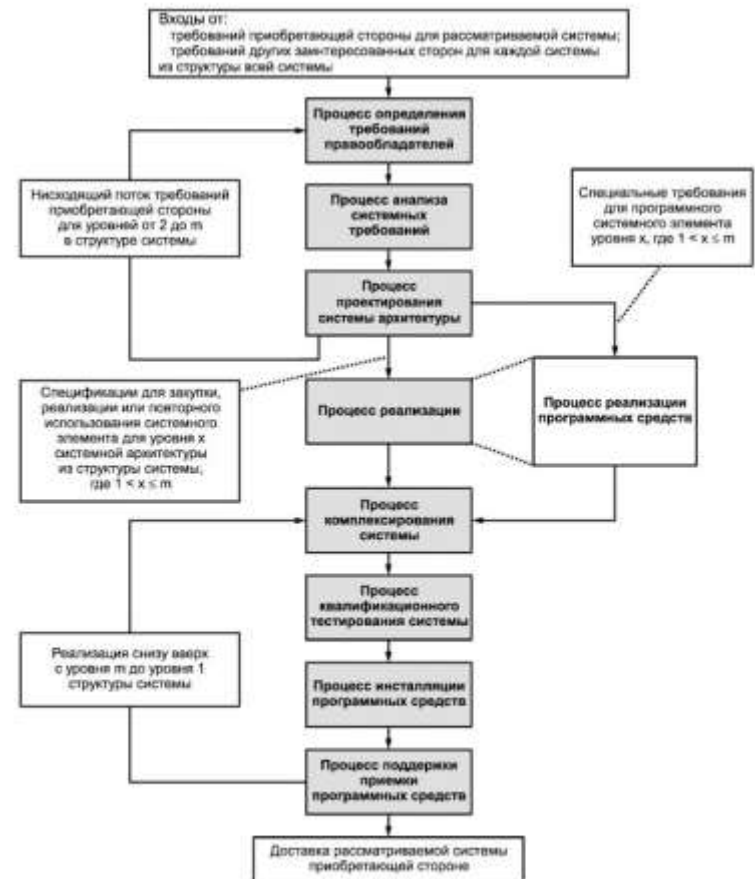 Входы от:
требований приобретающей стороны для рассматриваемой системы;
требований других заинтересованных сторон для каждой системы
из структуры всей системы
Процесс определения
требований
правообладателей
Нисходящий поток требований
приобретающей стороны
для уровней от 2 до m
в структуре системы
Процесс анализа
системных
требований
Специальные требования
для программного
системного элемента
уровня x, где 1 < x ≤ m
Процесс
проектирования
системы архитектуры
Спецификации для закупки,
реализации или повторного
использования системного
элемента для уровня x
системной архитектуры
из структуры системы,
где 1 < x ≤ m
Процесс реализации
Процесс реализации
программных средств
Процесс
комплексирования
системы
Процесс
квалификационного
тестирования системы
Реализация снизу вверх
с уровня m до уровня 1
структуры системы
Процесс инсталляции
программных средств
Процесс поддержки
приемки
программных средств
Доставка рассматриваемой системы
приобретающей стороне